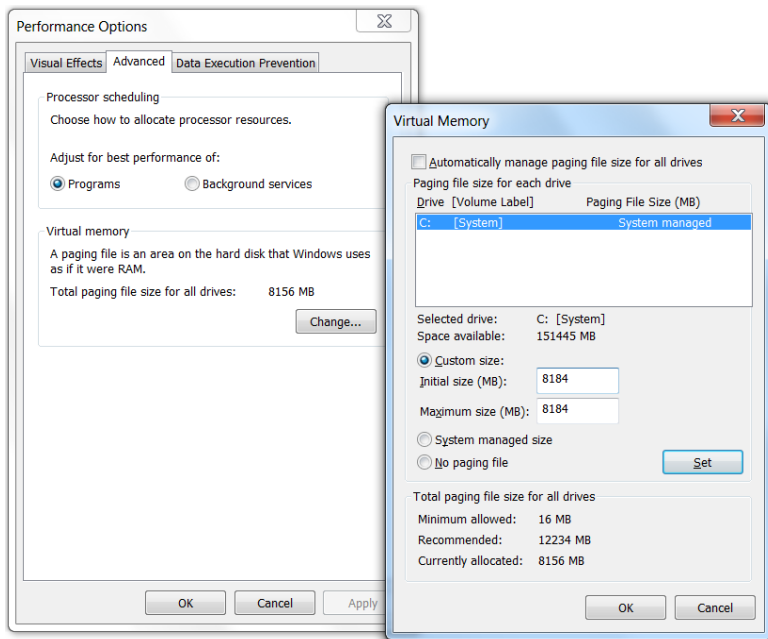 Performance Options
Visual Effects Advanced Data Execution Prevention
Processor scheduling
Choose how to allocate processor resources.
Adjust for best performance of:
Programs Background services
Virtual memory
A paging file is an area on the hard disk that Windows uses
as if it were RAM.
Total paging file size for all drives: 8156 MB
Change...
OK Cancel Apply
Virtual Memory
Automatically manage paging file size for all drives
Paging file size for each drive
Drive [Volume Label] Paging File Size (MB)
C: [System] System managed
Selected drive: C: [System]
Space available: 151445 MB
Custom size:
Initial size (MB): 8184
Maximum size (MB): 8184
System managed size
No paging file Set
Total paging file size for all drives
Minimum allowed: 16 MB
Recommended: 12234 MB
Currently allocated: 8156 MB
OK Cancel